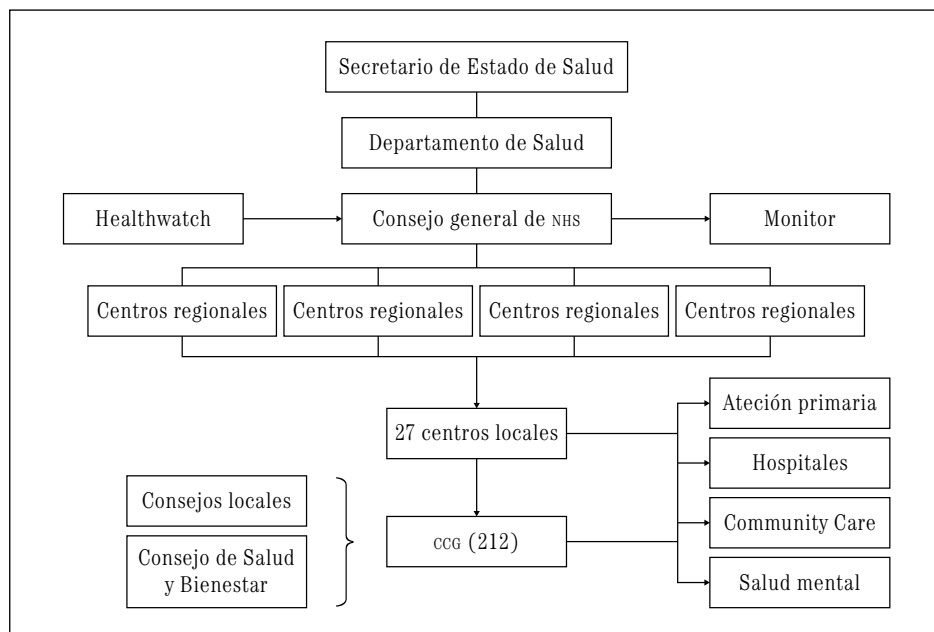 Secretario de Estado de Salud
Departamento de Salud
Healthwatch
Consejo general de NHS
Monitor
Centros regionales
Centros regionales
Centros regionales
Centros regionales
27 centros locales
Ateción primaria
Hospitales
Consejos locales
Community Care
CCG (212)
Consejo de Salud
y Bienestar
Salud mental